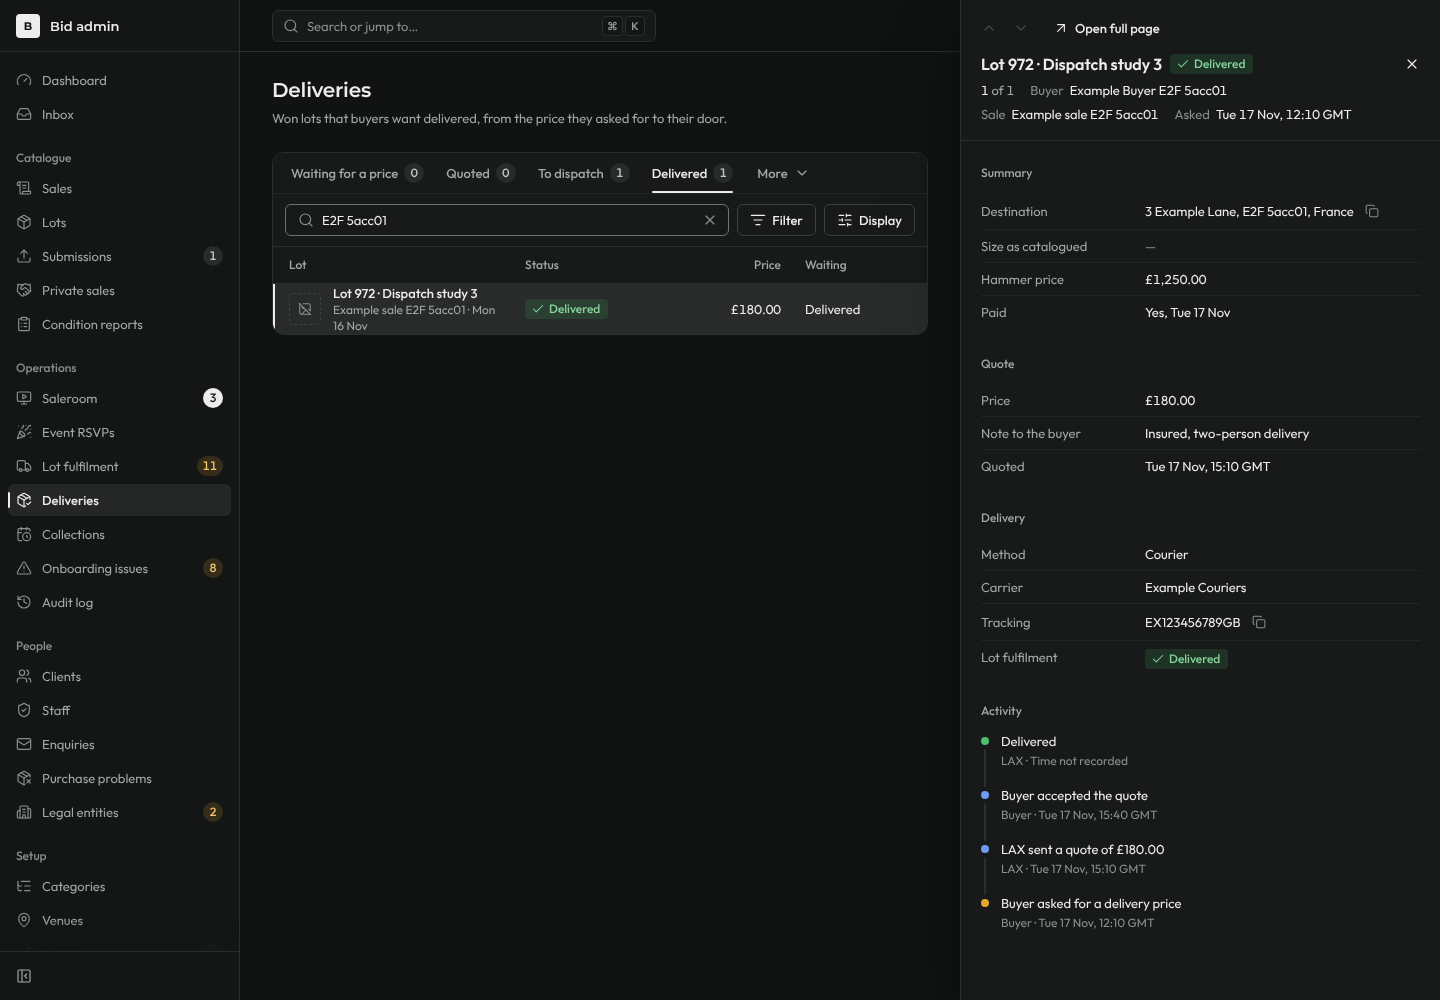 B Bid admin
Dashboard
Inbox
Catalogue
Sales
Lots
Submissions 1
Private sales
Condition reports
Operations
Saleroom 3
Event RSVPs
Lot fulfilment 11
Deliveries
Collections
Onboarding issues 8
Audit log
People
Clients
Staff
Enquiries
Purchase problems
Legal entities 2
Setup
Categories
Venues
Search or jump to… ⌘ K
Deliveries
Won lots that buyers want delivered, from the price they asked for to their door.
Waiting for a price 0 Quoted 0 To dispatch 1 Delivered 1 More
E2F 5acc01 Filter Display
Lot Status Price Waiting
Lot 972 · Dispatch study 3
Example sale E2F 5acc01 · Mon
16 Nov
Delivered £180.00 Delivered
Open full page
Lot 972 · Dispatch study 3 Delivered
1 of 1 Buyer Example Buyer E2F 5acc01
Sale Example sale E2F 5acc01 Asked Tue 17 Nov, 12:10 GMT
Summary
Destination 3 Example Lane, E2F 5acc01, France
Size as catalogued —
Hammer price £1,250.00
Paid Yes, Tue 17 Nov
Quote
Price £180.00
Note to the buyer Insured, two-person delivery
Quoted Tue 17 Nov, 15:10 GMT
Delivery
Method Courier
Carrier Example Couriers
Tracking EX123456789GB
Lot fulfilment Delivered
Activity
Delivered
LAX · Time not recorded
Buyer accepted the quote
Buyer · Tue 17 Nov, 15:40 GMT
LAX sent a quote of £180.00
LAX · Tue 17 Nov, 15:10 GMT
Buyer asked for a delivery price
Buyer · Tue 17 Nov, 12:10 GMT